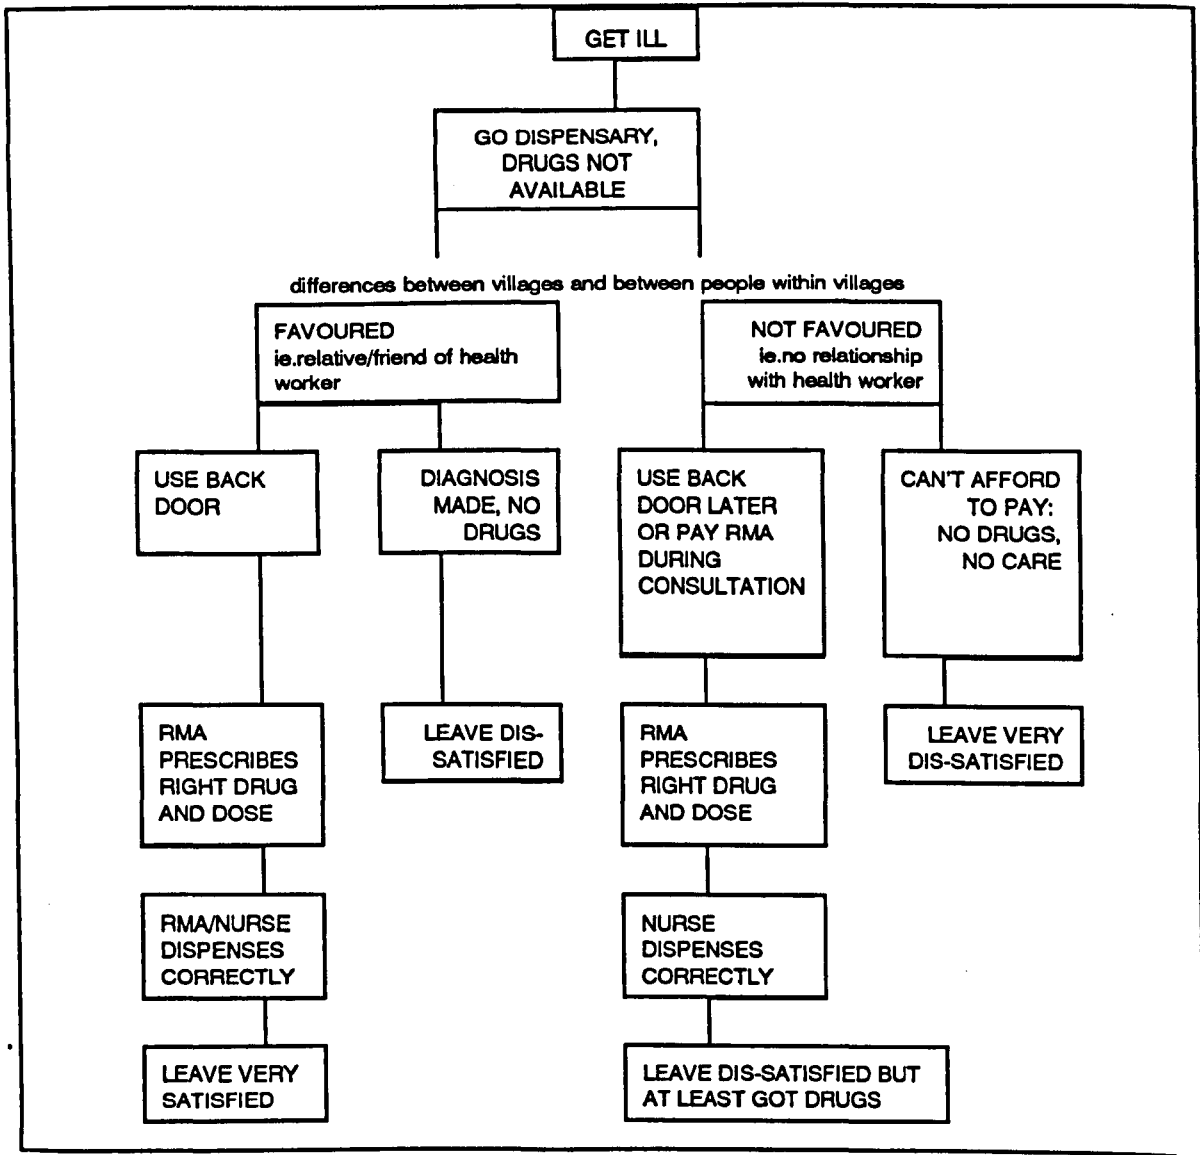 GET ILL
GO DISPENSARY,
DRUGS NOT
AVAILABLE
differences between villages and between people within villages
FAVOURED
ie.relative/friend of health
worker
NOT FAVOURED
ie.no relationship
with health worker
USE BACK
DOOR
DIAGNOSIS
MADE, NO
DRUGS
USE BACK
DOOR LATER
OR PAY RMA
DURING
CONSULTATION
CAN'T AFFORD
TO PAY:
NO DRUGS,
NO CARE
RMA
PRESCRIBES
RIGHT DRUG
AND DOSE
LEAVE DIS-
SATISFIED
RMA
PRESCRIBES
RIGHT DRUG
AND DOSE
LEAVE VERY
DIS-SATISFIED
RMA/NURSE
DISPENSES
CORRECTLY
NURSE
DISPENSES
CORRECTLY
LEAVE VERY
SATISFIED
LEAVE DIS-SATISFIED BUT
AT LEAST GOT DRUGS